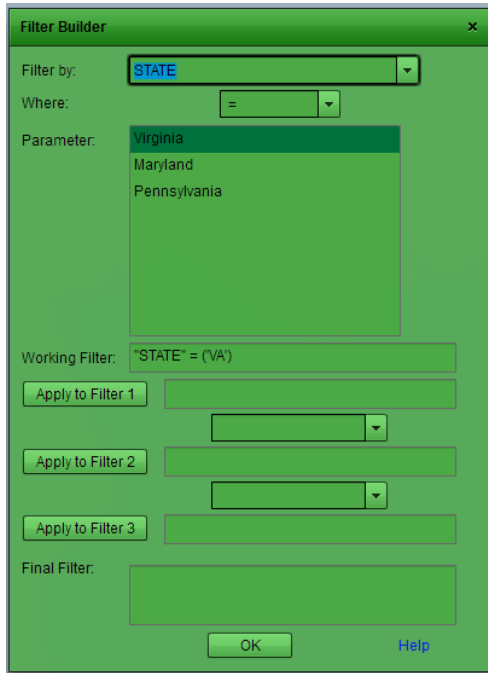 Filter Builder
Filter by: STATE
Where: =
Parameter: Virginia
Maryland
Pennsylvania
Working Filter: "STATE" = ('VA')
Apply to Filter 1
Apply to Filter 2
Apply to Filter 3
Final Filter:
OK Help